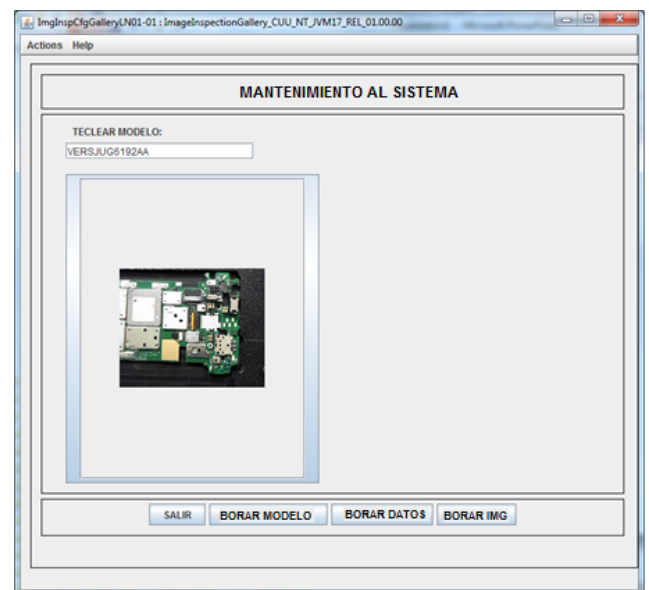 ImgInspCfgGalleryLN01-01 : ImageInspectionGallery_CUU_NT_JVM17_REL_01.00.00
Actions Help
MANTENIMIENTO AL SISTEMA
TECLEAR MODELO:
VERSJUG6192AA
SALIR BORAR MODELO BORAR DATOS BORAR IMG